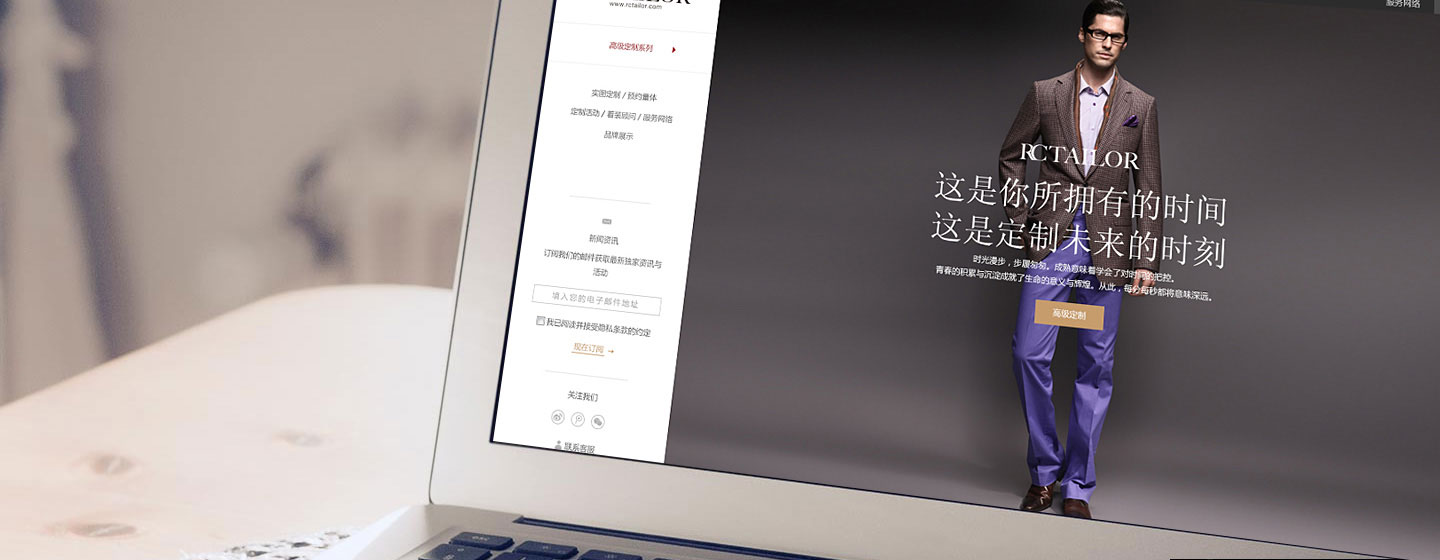 www.rctailor.com
高级定制系列
实图定制 / 预约量体
定制活动 / 着装顾问 / 服务网络
品牌展示
新闻资讯
订阅我们的邮件获取最新独家资讯与
活动
填入您的电子邮件地址
我已阅读并接受隐私条款的约定
现在订阅 →
关注我们
联系客服
服务网络
RCTAILOR
这是你所拥有的时间
这是定制未来的时刻
时光漫步，步履匆匆。成熟意味着学会了对时间的把控。
青春的积累与沉淀成就了生命的意义与辉煌。从此，每分每秒都将意味深远。
高级定制